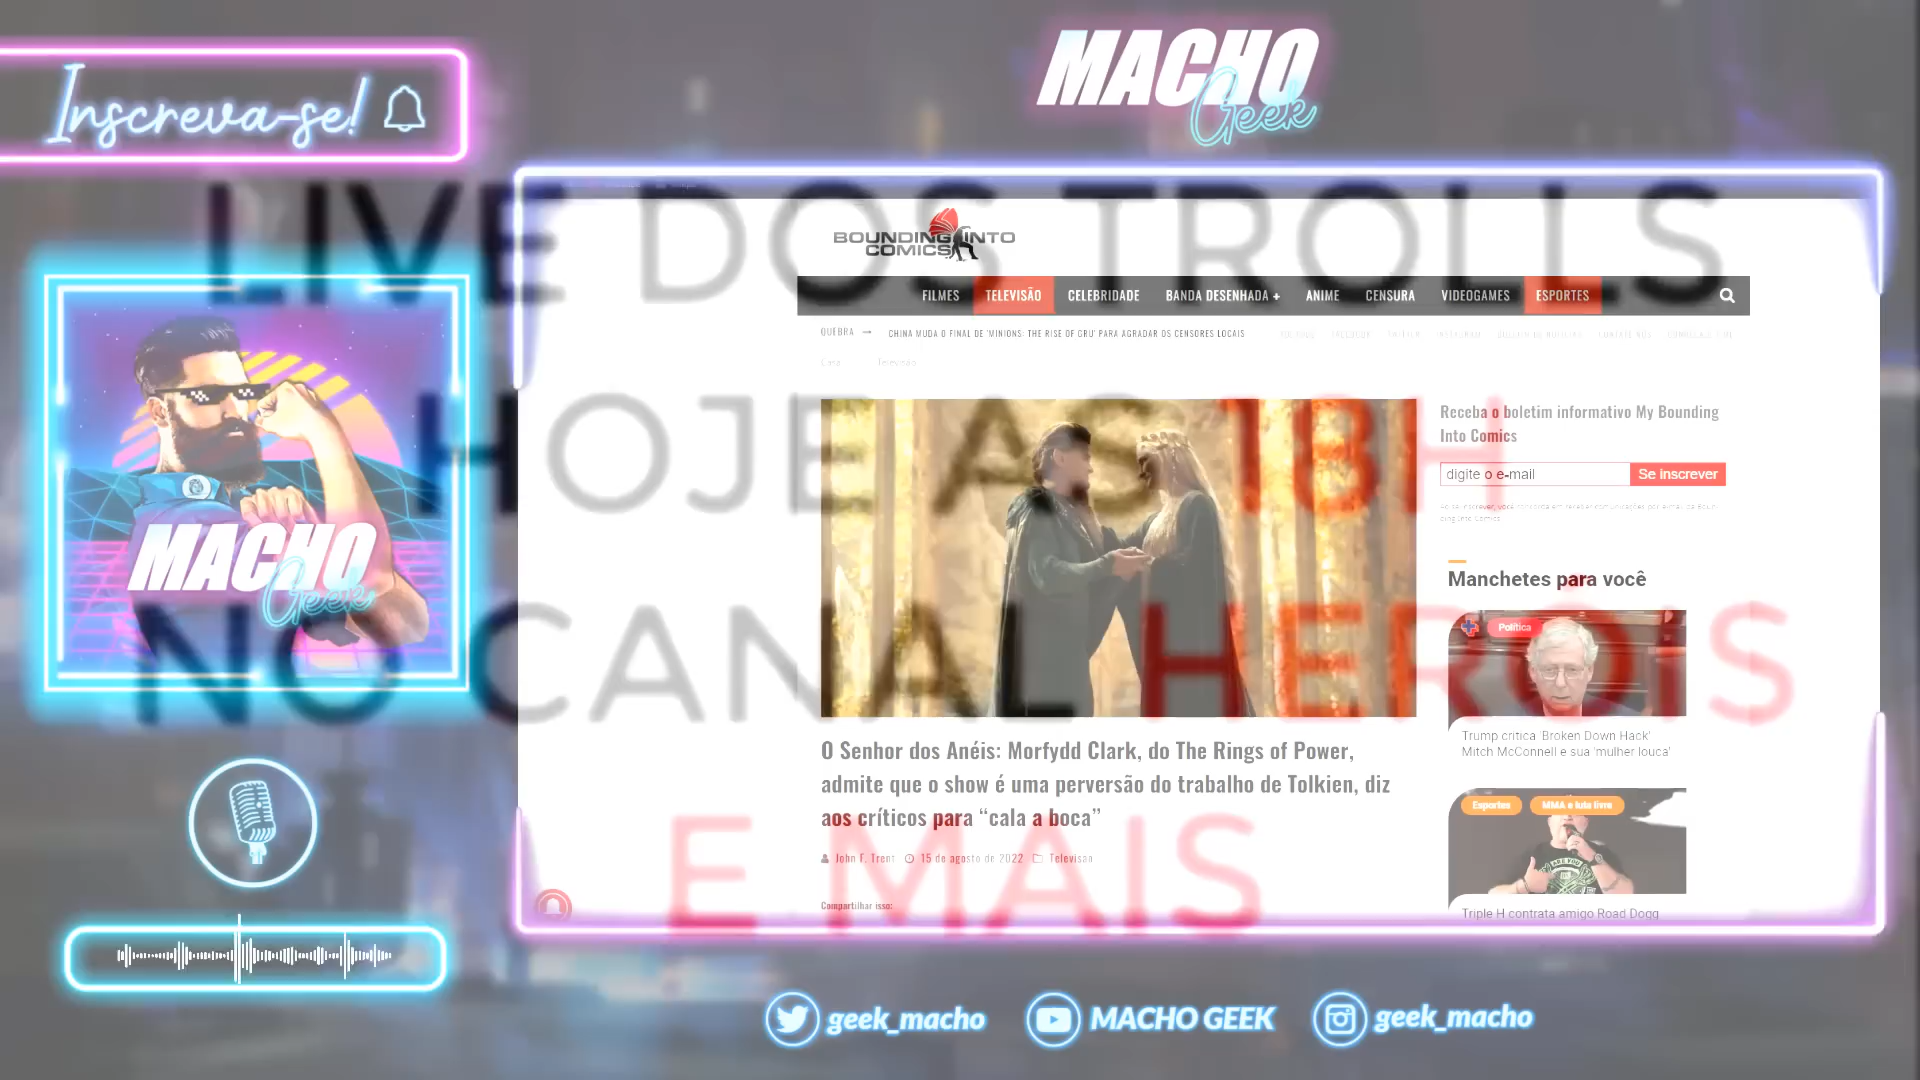 Inscreva-se!
MACHO
Geek
LIVE DOS TROLLS
HOJE AS 18H
NO CANAL HERÓIS
E MAIS
BOUNDING INTO
COMICS
FILMES TELEVISÃO CELEBRIDADE BANDA DESENHADA + ANIME CENSURA VIDEOGAMES ESPORTES
QUEBRA → CHINA MUDA O FINAL DE 'MINIONS: THE RISE OF GRU' PARA AGRADAR OS CENSORES LOCAIS
Casa Televisão
O Senhor dos Anéis: Morfydd Clark, do The Rings of Power,
admite que o show é uma perversão do trabalho de Tolkien, diz
aos críticos para “cala a boca”
John F. Trent 15 de agosto de 2022 Televisão
Compartilhar isso:
Receba o boletim informativo My Bounding
Into Comics
digite o e-mail Se inscrever
Manchetes para você
Política
Trump critica 'Broken Down Hack'
Mitch McConnell e sua 'mulher louca'
Esportes MMA e luta livre
Triple H contrata amigo Road Dogg
MACHO
Geek
geek_macho MACHO GEEK geek_macho